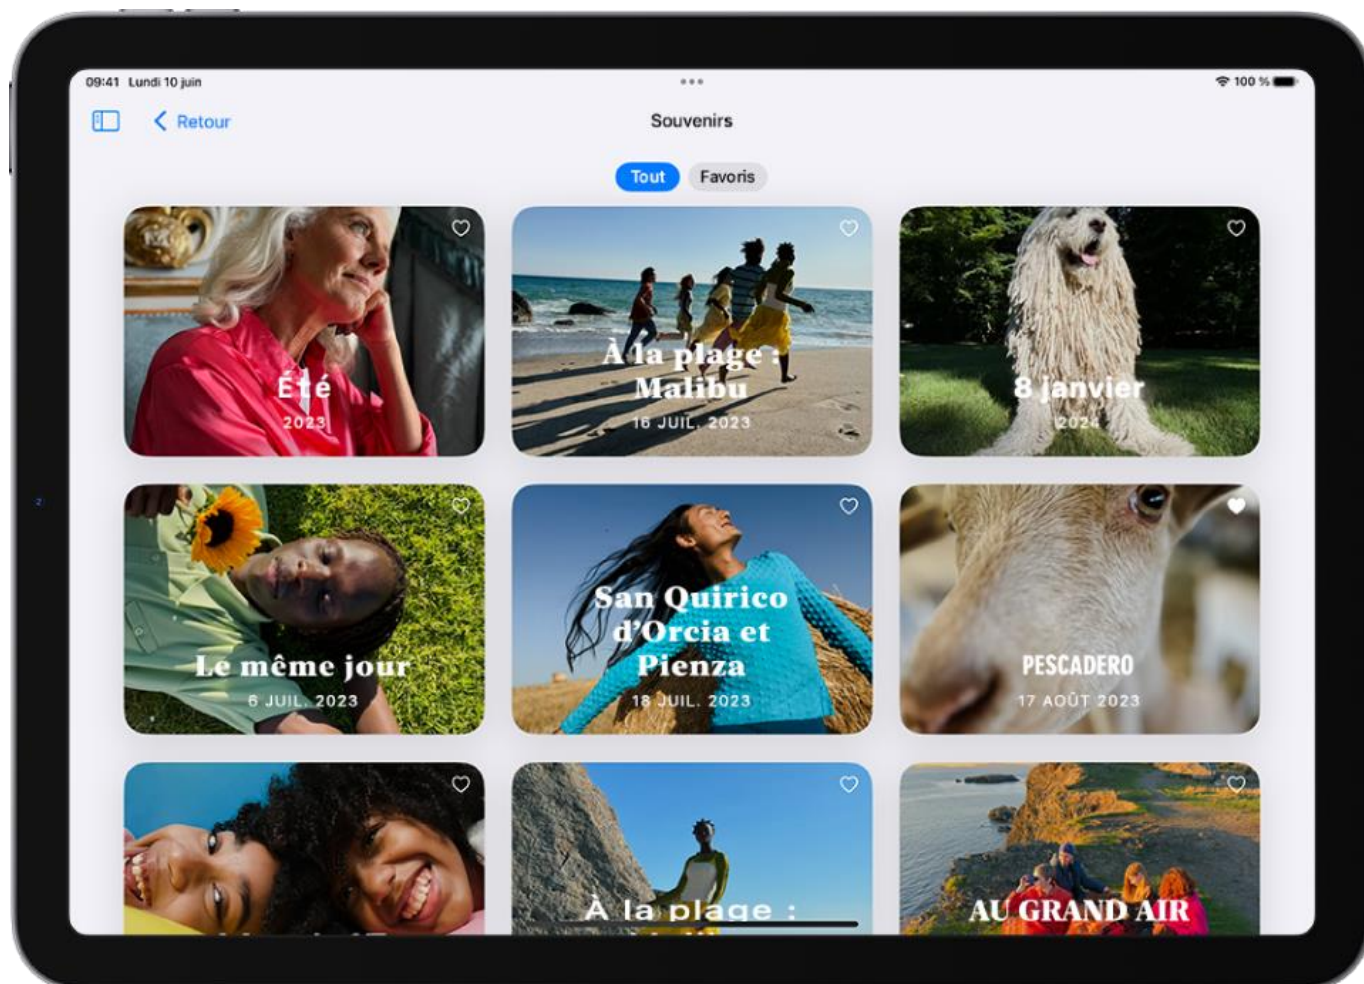 09:41 Lundi 10 juin
100 %
Retour
Souvenirs
Tout
Favoris
Été
2023
À la plage :
Malibu
16 JUIL. 2023
8 janvier
2024
Le même jour
6 JUIL. 2023
San Quirico
d’Orcia et
Pienza
18 JUIL. 2023
PESCADERO
17 AOÛT 2023
À la plage :
AU GRAND AIR